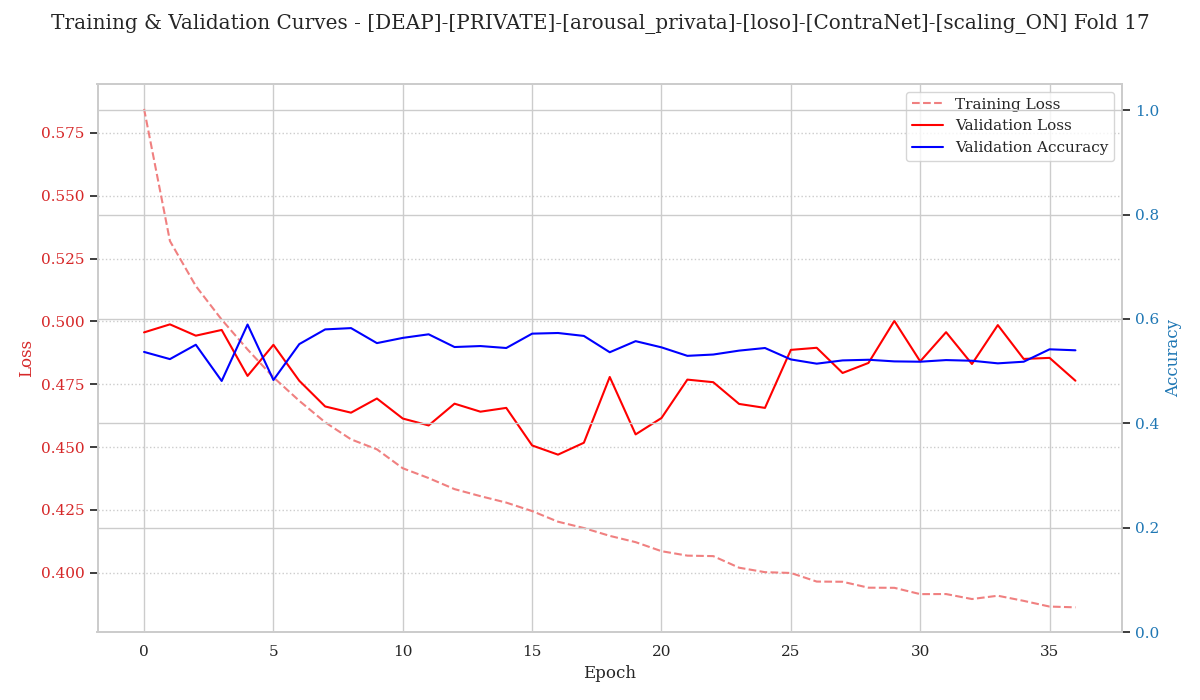 Training & Validation Curves - [DEAP]-[PRIVATE]-[arousal_privata]-[loso]-[ContraNet]-[scaling_ON] Fold 17
Training Loss
Validation Loss
Validation Accuracy
0.575
0.550
0.525
0.500
0.475
0.450
0.425
0.400
Loss
1.0
0.8
0.6
0.4
0.2
0.0
Accuracy
0 5 10 15 20 25 30 35
Epoch